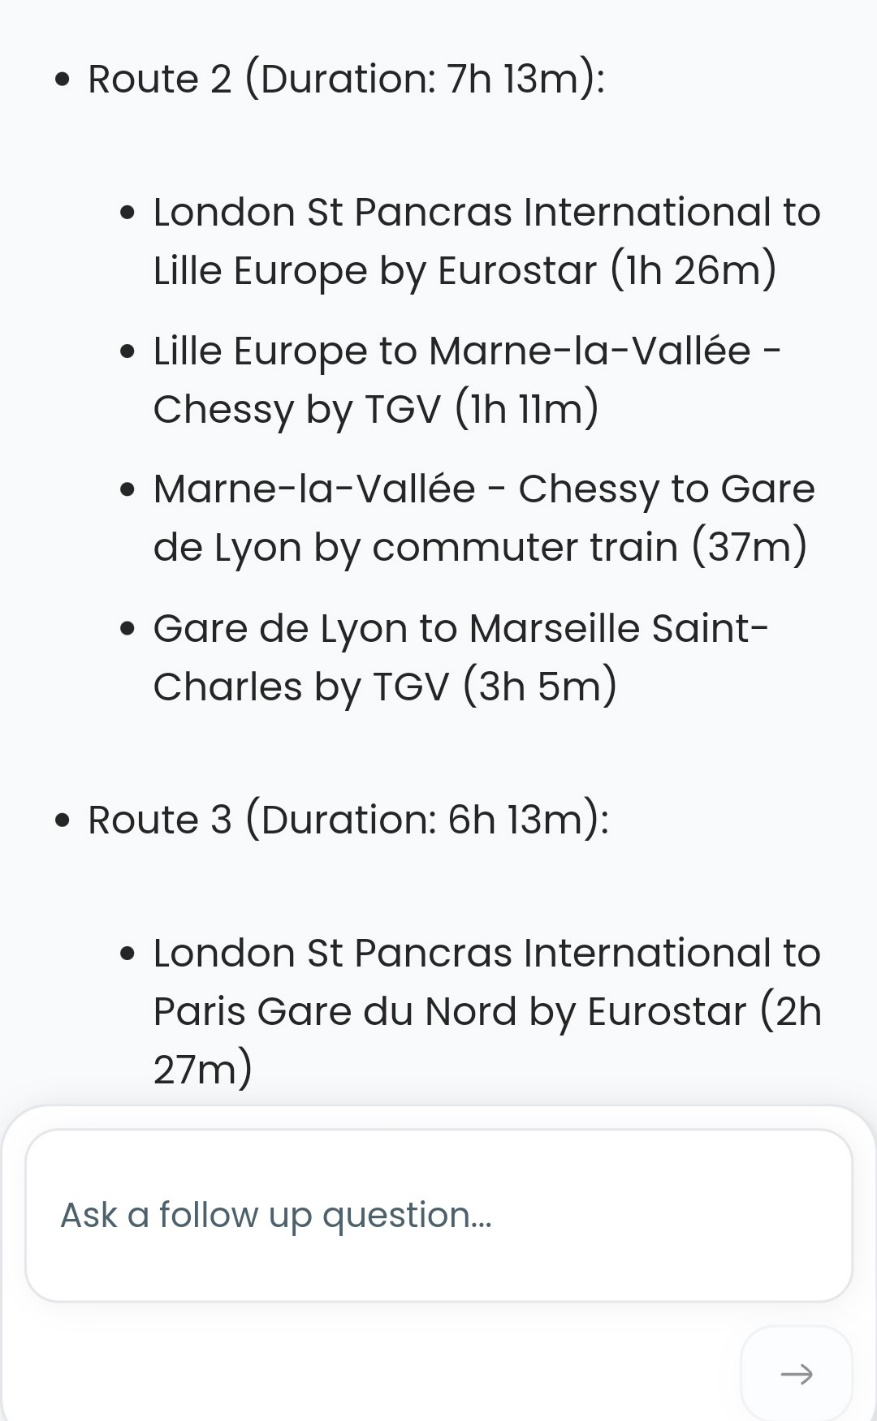 Route 2 (Duration: 7h 13m):
London St Pancras International to
Lille Europe by Eurostar (1h 26m)
Lille Europe to Marne-la-Vallée -
Chessy by TGV (1h 11m)
Marne-la-Vallée - Chessy to Gare
de Lyon by commuter train (37m)
Gare de Lyon to Marseille Saint-
Charles by TGV (3h 5m)
Route 3 (Duration: 6h 13m):
London St Pancras International to
Paris Gare du Nord by Eurostar (2h
27m)
Ask a follow up question...